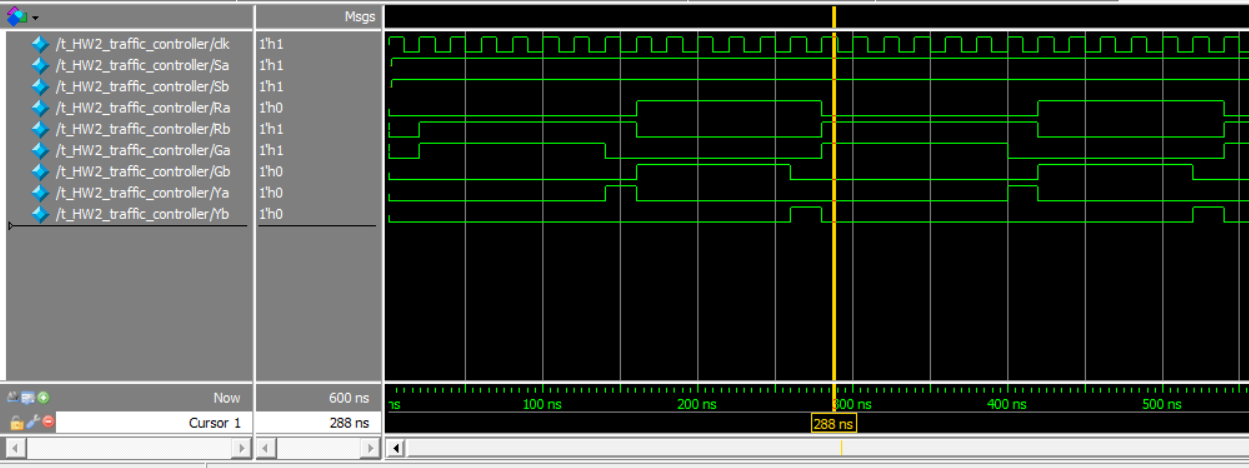 Msgs
/t_HW2_traffic_controller/clk 1'h1
/t_HW2_traffic_controller/Sa 1'h1
/t_HW2_traffic_controller/Sb 1'h1
/t_HW2_traffic_controller/Ra 1'h0
/t_HW2_traffic_controller/Rb 1'h1
/t_HW2_traffic_controller/Ga 1'h1
/t_HW2_traffic_controller/Gb 1'h0
/t_HW2_traffic_controller/Ya 1'h0
/t_HW2_traffic_controller/Yb 1'h0
Now 600 ns ns 100 ns 200 ns 300 ns 400 ns 500 ns
Cursor 1 288 ns 288 ns